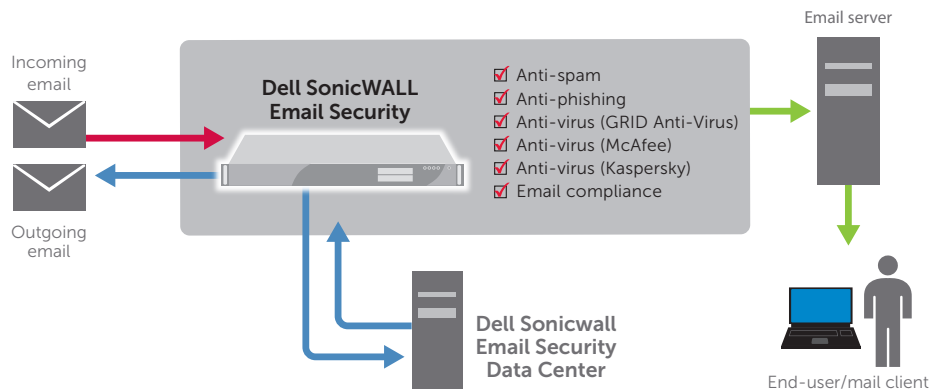 Incoming
email
Outgoing
email
Dell SonicWALL
Email Security
Anti-spam
Anti-phishing
Anti-virus (GRID Anti-Virus)
Anti-virus (McAfee)
Anti-virus (Kaspersky)
Email compliance
Email server
Dell Sonicwall
Email Security
Data Center
End-user/mail client